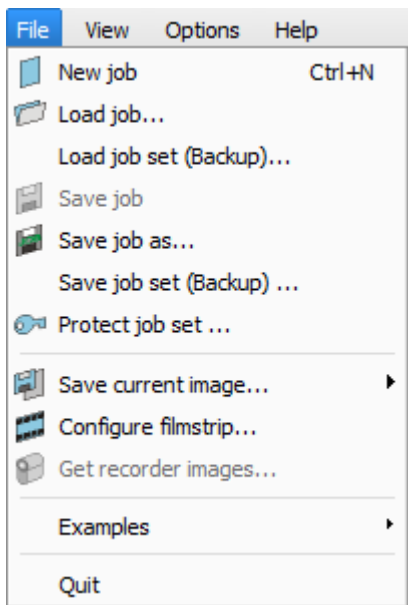 File View Options Help
New job Ctrl+N
Load job...
Load job set (Backup)...
Save job
Save job as...
Save job set (Backup) ...
Protect job set ...
Save current image...
Configure filmstrip...
Get recorder images...
Examples
Quit